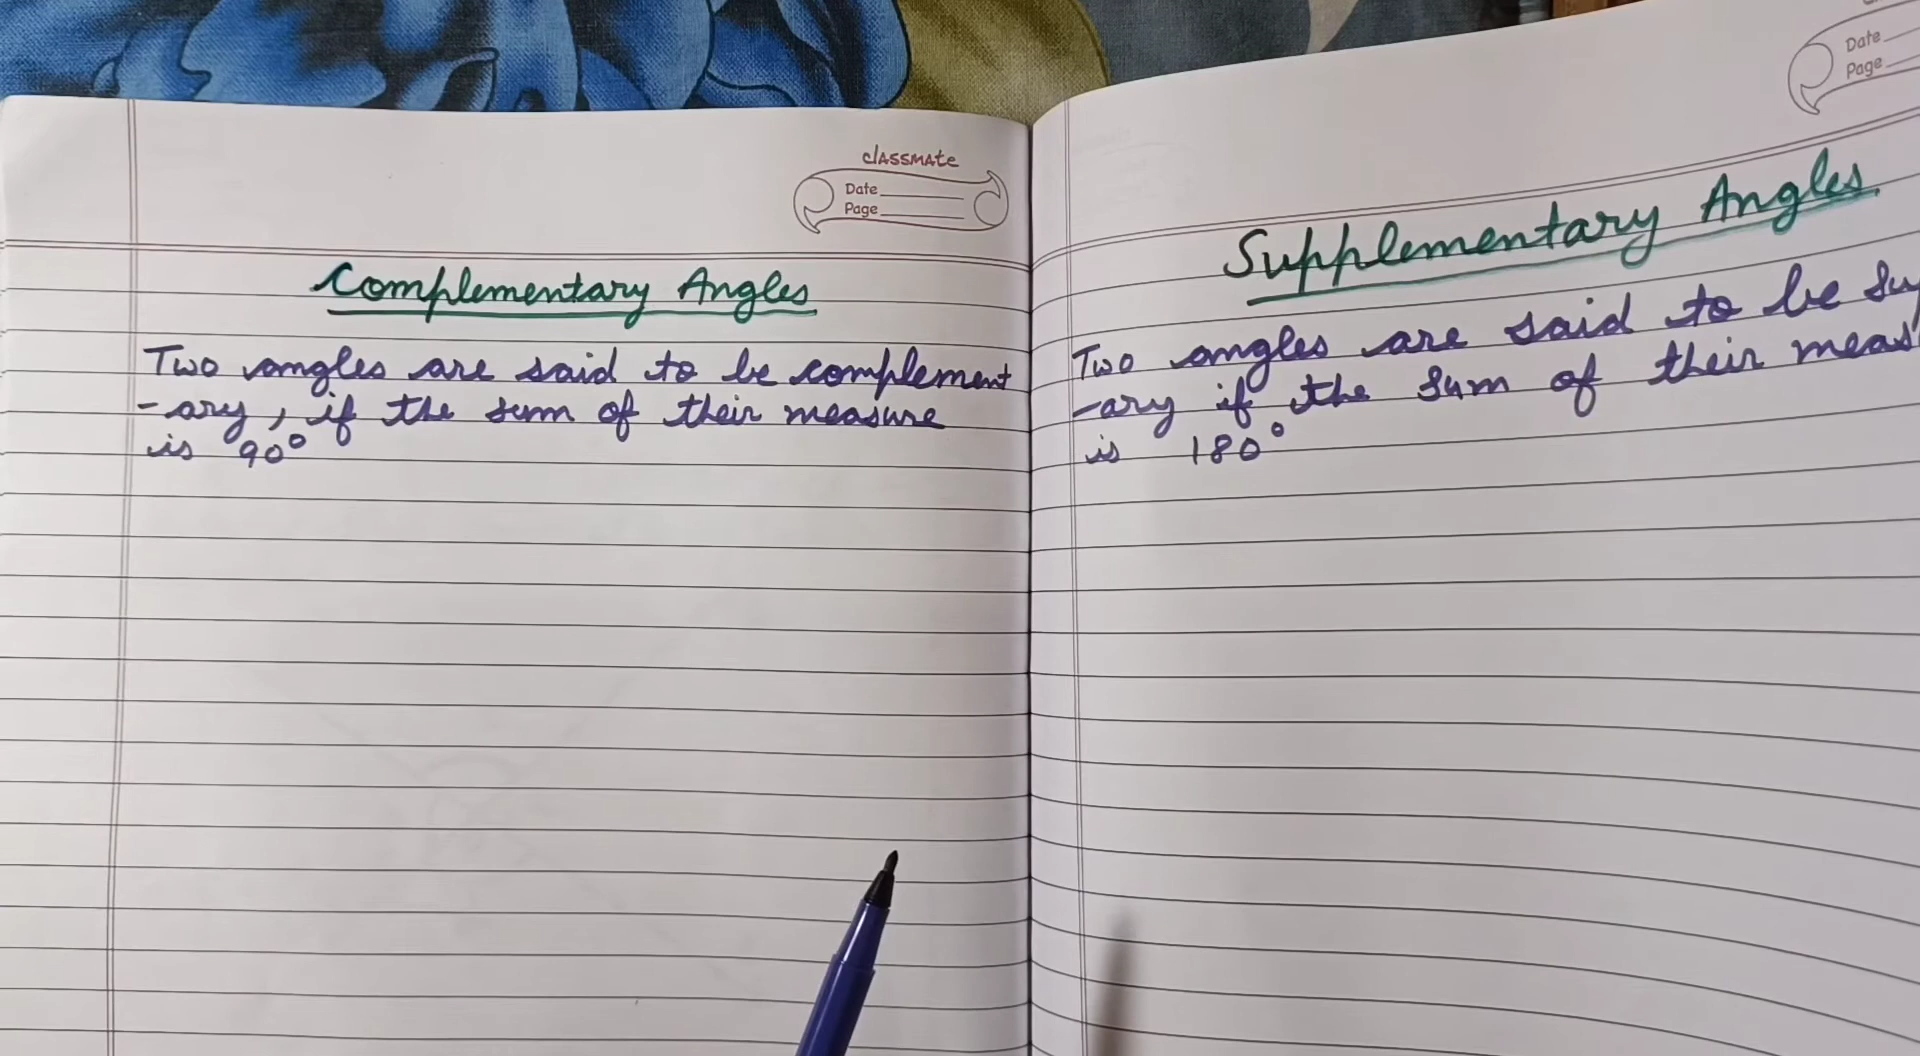 classmate
Date
Page
Complementary Angles
Two angles are said to be complement
-ary, if the sum of their measure
is 90°
Date
Page
Supplementary Angles
Two angles are said to be
-ary if the sum of their
is 180°